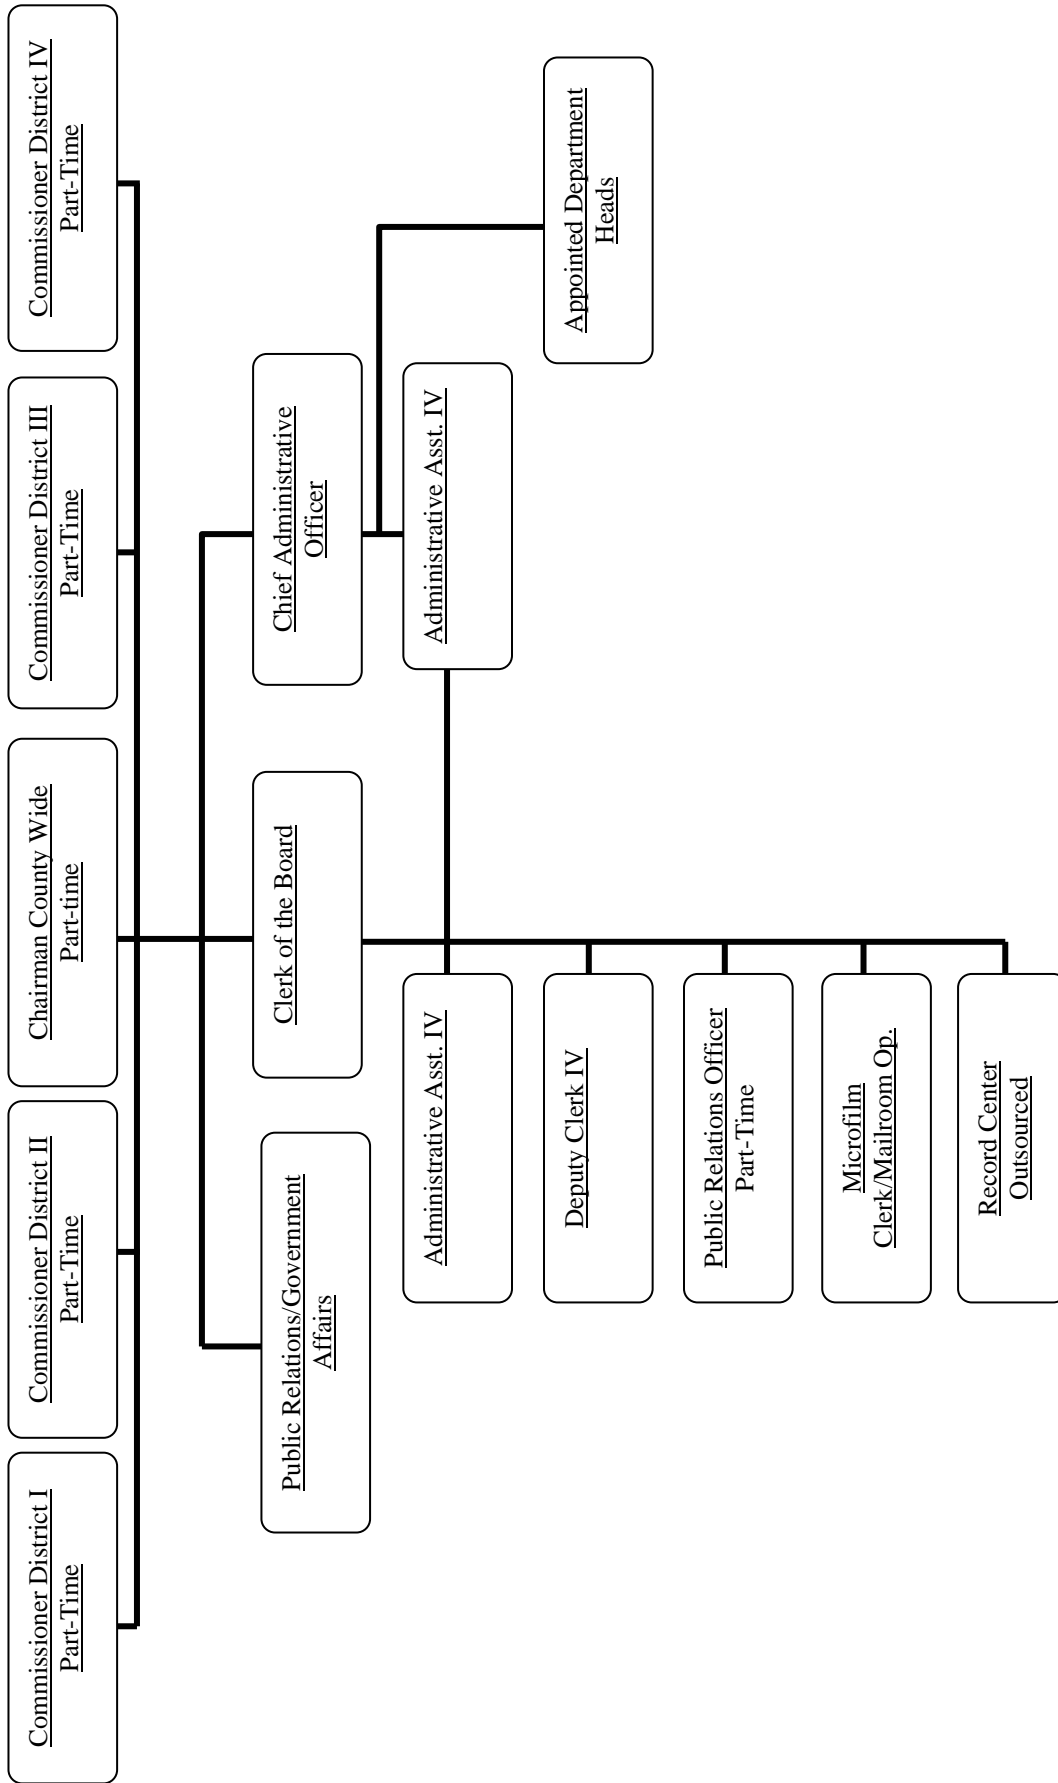 Commissioner District I
Part-Time
Commissioner District II
Part-Time
Chairman County Wide
Part-time
Commissioner District III
Part-Time
Commissioner District IV
Part-Time
Public Relations/Government
Affairs
Clerk of the Board
Chief Administrative
Officer
Administrative Asst. IV
Administrative Asst. IV
Deputy Clerk IV
Appointed Department
Heads
Public Relations Officer
Part-Time
Microfilm
Clerk/Mailroom Op.
Record Center
Outsourced